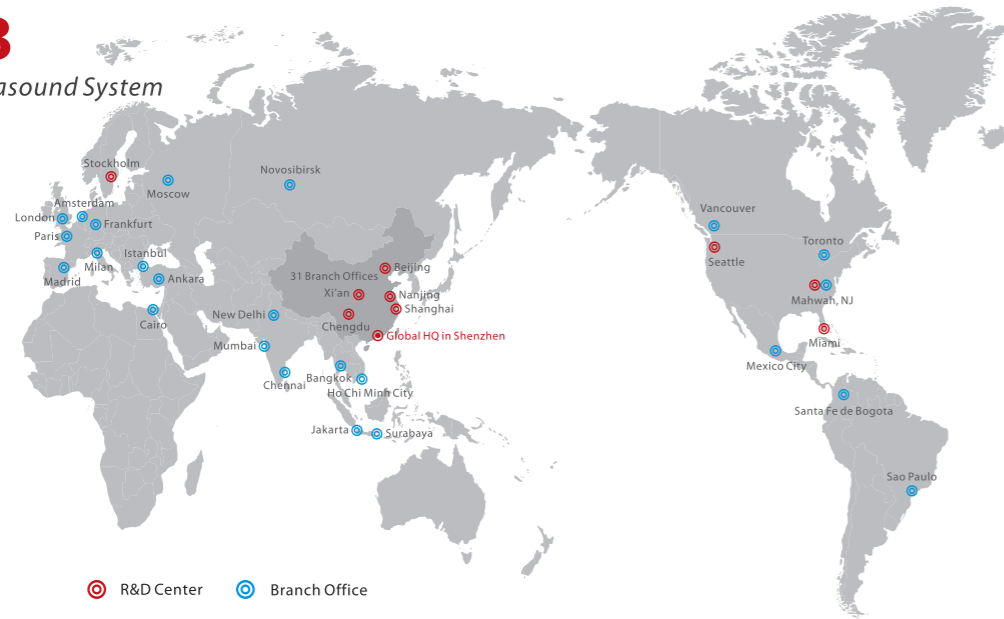 Stockholm
Novosibirsk
Moscow
Amsterdam
London
Frankfurt
Paris
Istanbul
Milan
Madrid
Ankara
Cairo
31 Branch Offices
Beijing
Xi'an
Nanjing
Shanghai
New Delhi
Chengdu
Global HQ in Shenzhen
Mumbai
Chennai
Bangkok
Ho Chi Minh City
Jakarta
Surabaya
Vancouver
Toronto
Seattle
Mahwah, NJ
Miami
Mexico City
Santa Fe de Bogota
Sao Paulo
System
R&D Center
Branch Office